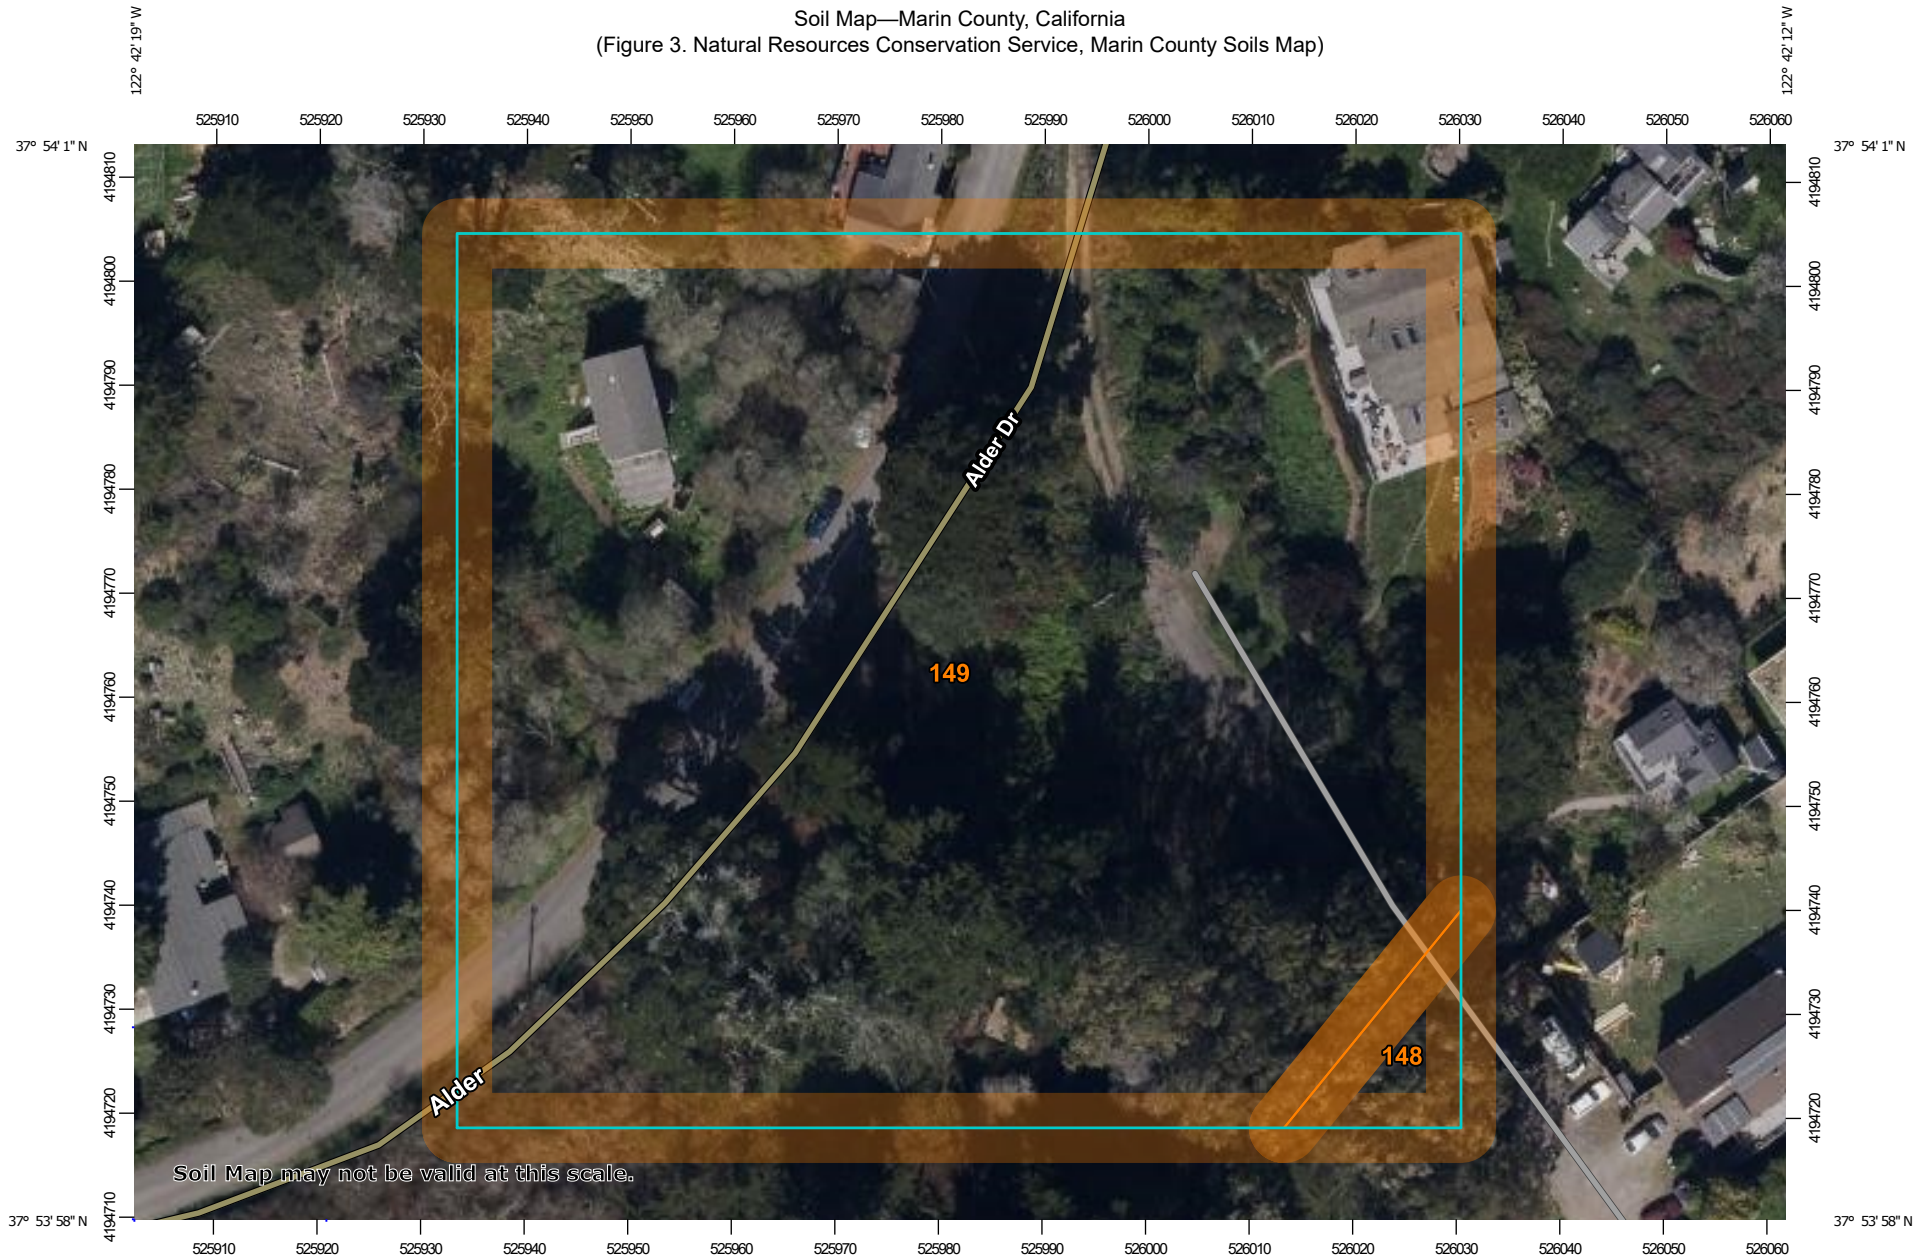 Soil Map—Marin County, California
(Figure 3. Natural Resources Conservation Service, Marin County Soils Map)
122° 42' 19" W
122° 42' 12" W
525910 525920 525930 525940 525950 525960 525970 525980 525990 526000 526010 526020 526030 526040 526050 526060
37° 54' 1" N
37° 54' 1" N
4194810
4194800
4194790
4194780
4194770
4194760
4194750
4194740
4194730
4194720
4194710
4194810
4194800
4194790
4194780
4194770
4194760
4194750
4194740
4194730
4194720
Alder Dr
149
148
Alder
Soil Map may not be valid at this scale.
37° 53' 58" N
37° 53' 58" N
525910 525920 525930 525940 525950 525960 525970 525980 525990 526000 526010 526020 526030 526040 526050 526060